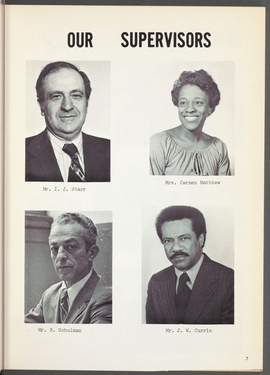 OUR SUPERVISORS
Mr. I. J. Starr
Mrs. Carmen Matthew
Mr. B. Schulman
Mr. J. W. Currin
7